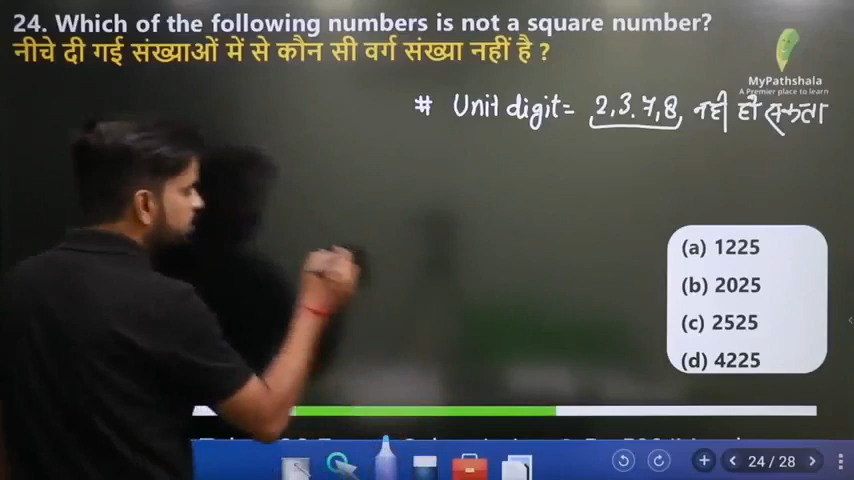 24. Which of the following numbers is not a square number?
नीचे दी गई संख्याओं में से कौन सी वर्ग संख्या नहीं है ?
MyPathshala
A Premier place to learn
# Unit digit = 2, 3. 7, 8, नही हो सकता
(a) 1225
(b) 2025
(c) 2525
(d) 4225
24 / 28